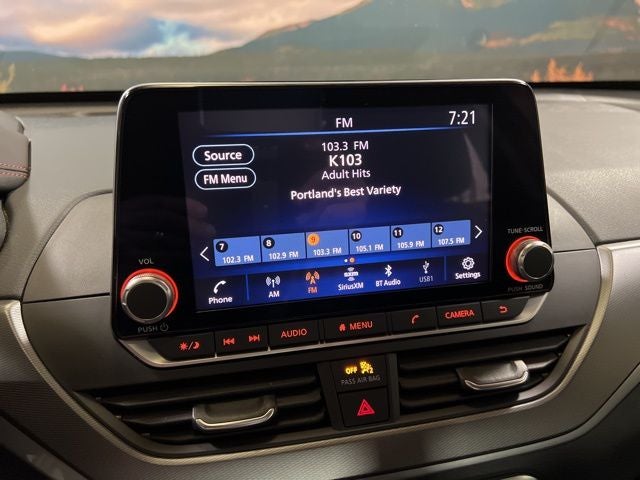 FM
7:21
Source
FM Menu
103.3 FM
K103
Adult Hits
Portland's Best Variety
7 8 9 10 11 12
102.3 102.9 103.3 FM 105.1 FM 105.9 FM 107.5 FM
Phone AM FM SiriusXM BT Audio USB1 Settings
VOL
PUSH
TUNE·SCROLL
PUSH SOUND
AUDIO MENU CAMERA
OFF
PASS AIR BAG